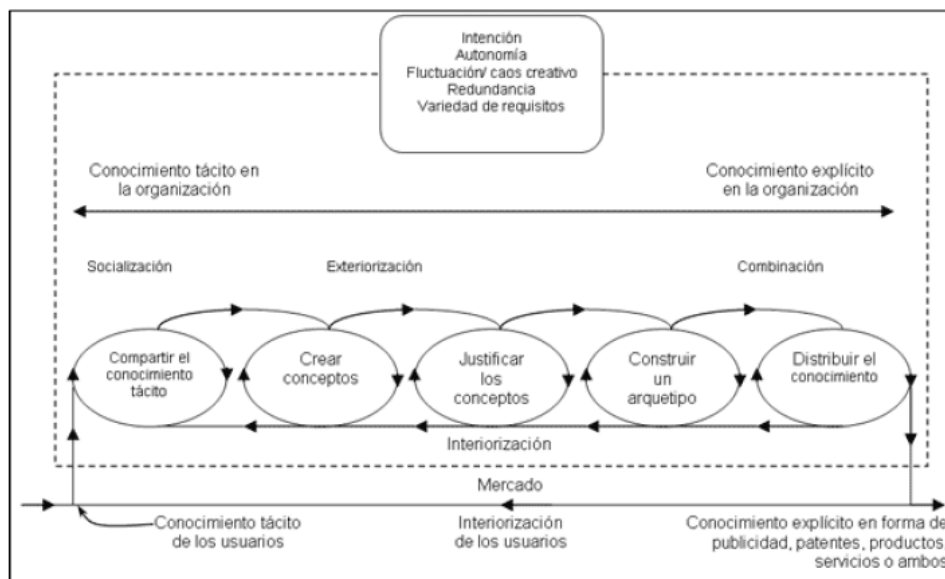 Intención
Autonomía
Fluctuación/ caos creativo
Redundancia
Variedad de requisitos
Conocimiento tácito en
la organización
Conocimiento explícito
en la organización
Socialización
Exteriorización
Combinación
Compartir el
conocimiento
tácito
Crear
conceptos
Justificar
los
conceptos
Construir
un
arquetipo
Distribuir el
conocimiento
Interiorización
Mercado
Conocimiento tácito
de los usuarios
Interiorización
de los usuarios
Conocimiento explícito en forma de
publicidad, patentes, productos,
servicios o ambos